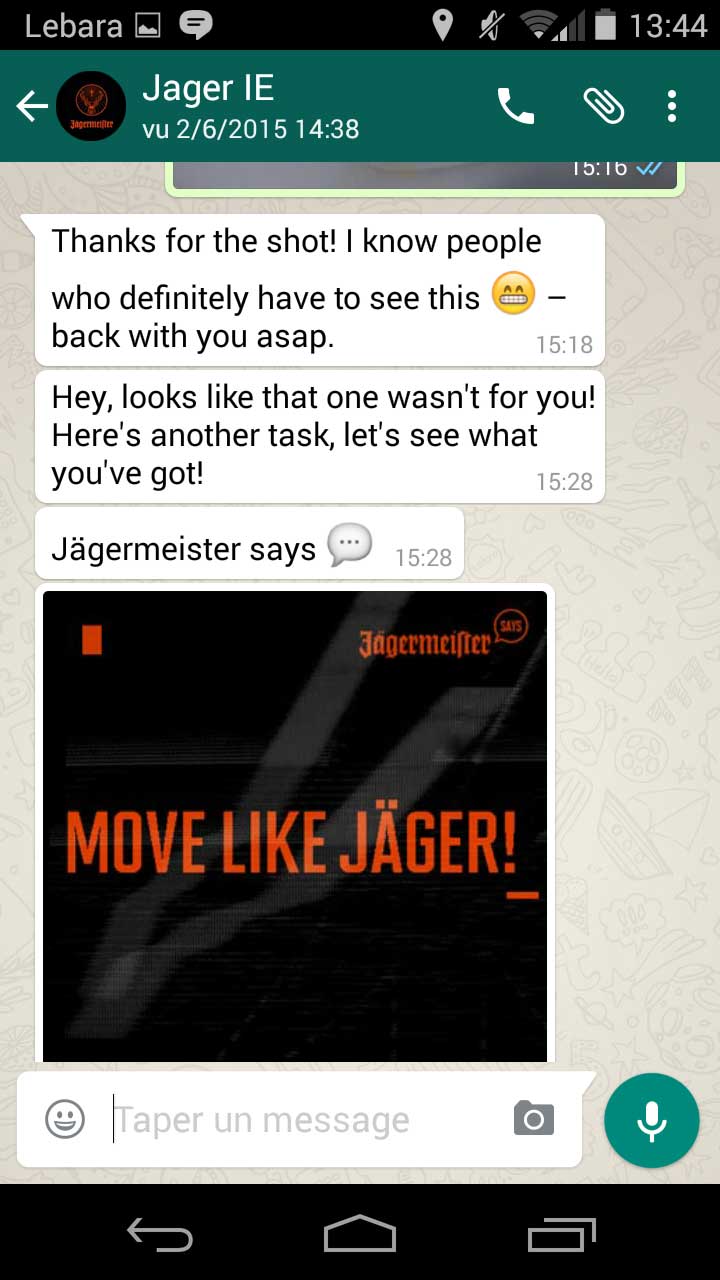 Lebara 13:44
Jager IE
Jägermeister
vu 2/6/2015 14:38
15:16
Thanks for the shot! I know people
who definitely have to see this 😁 –
back with you asap.
15:18
Hey, looks like that one wasn't for you!
Here's another task, let's see what
you've got!
15:28
Jägermeister says 💬 15:28
Jägermeister SAYS
MOVE LIKE JÄGER!_
Taper un message